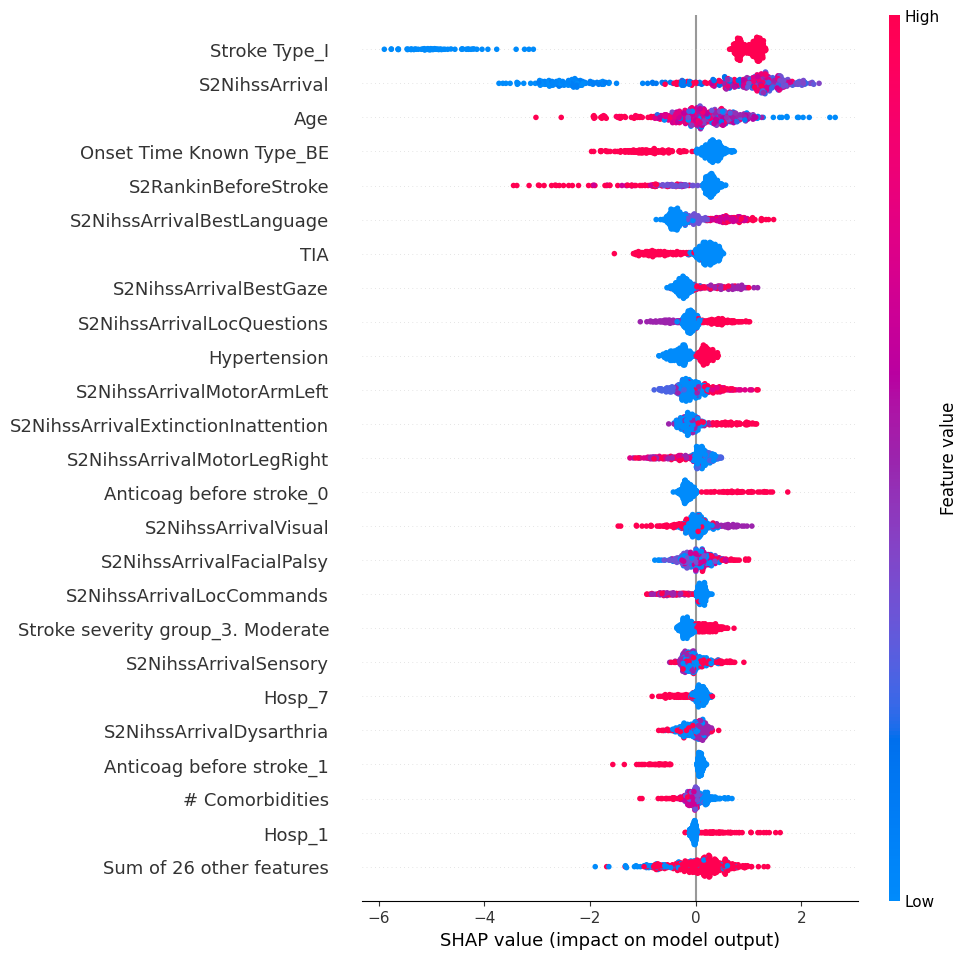 High
Stroke Type_I
S2NihssArrival
Age
Onset Time Known Type_BE
S2RankinBeforeStroke
S2NihssArrivalBestLanguage
TIA
S2NihssArrivalBestGaze
S2NihssArrivalLocQuestions
Hypertension
S2NihssArrivalMotorArmLeft
S2NihssArrivalExtinctionInattention
S2NihssArrivalMotorLegRight
Anticoag before stroke_0
S2NihssArrivalVisual
S2NihssArrivalFacialPalsy
S2NihssArrivalLocCommands
Stroke severity group_3. Moderate
S2NihssArrivalSensory
Hosp_7
S2NihssArrivalDysarthria
Anticoag before stroke_1
# Comorbidities
Hosp_1
Sum of 26 other features
Feature value
Low
−6 −4 −2 0 2
SHAP value (impact on model output)